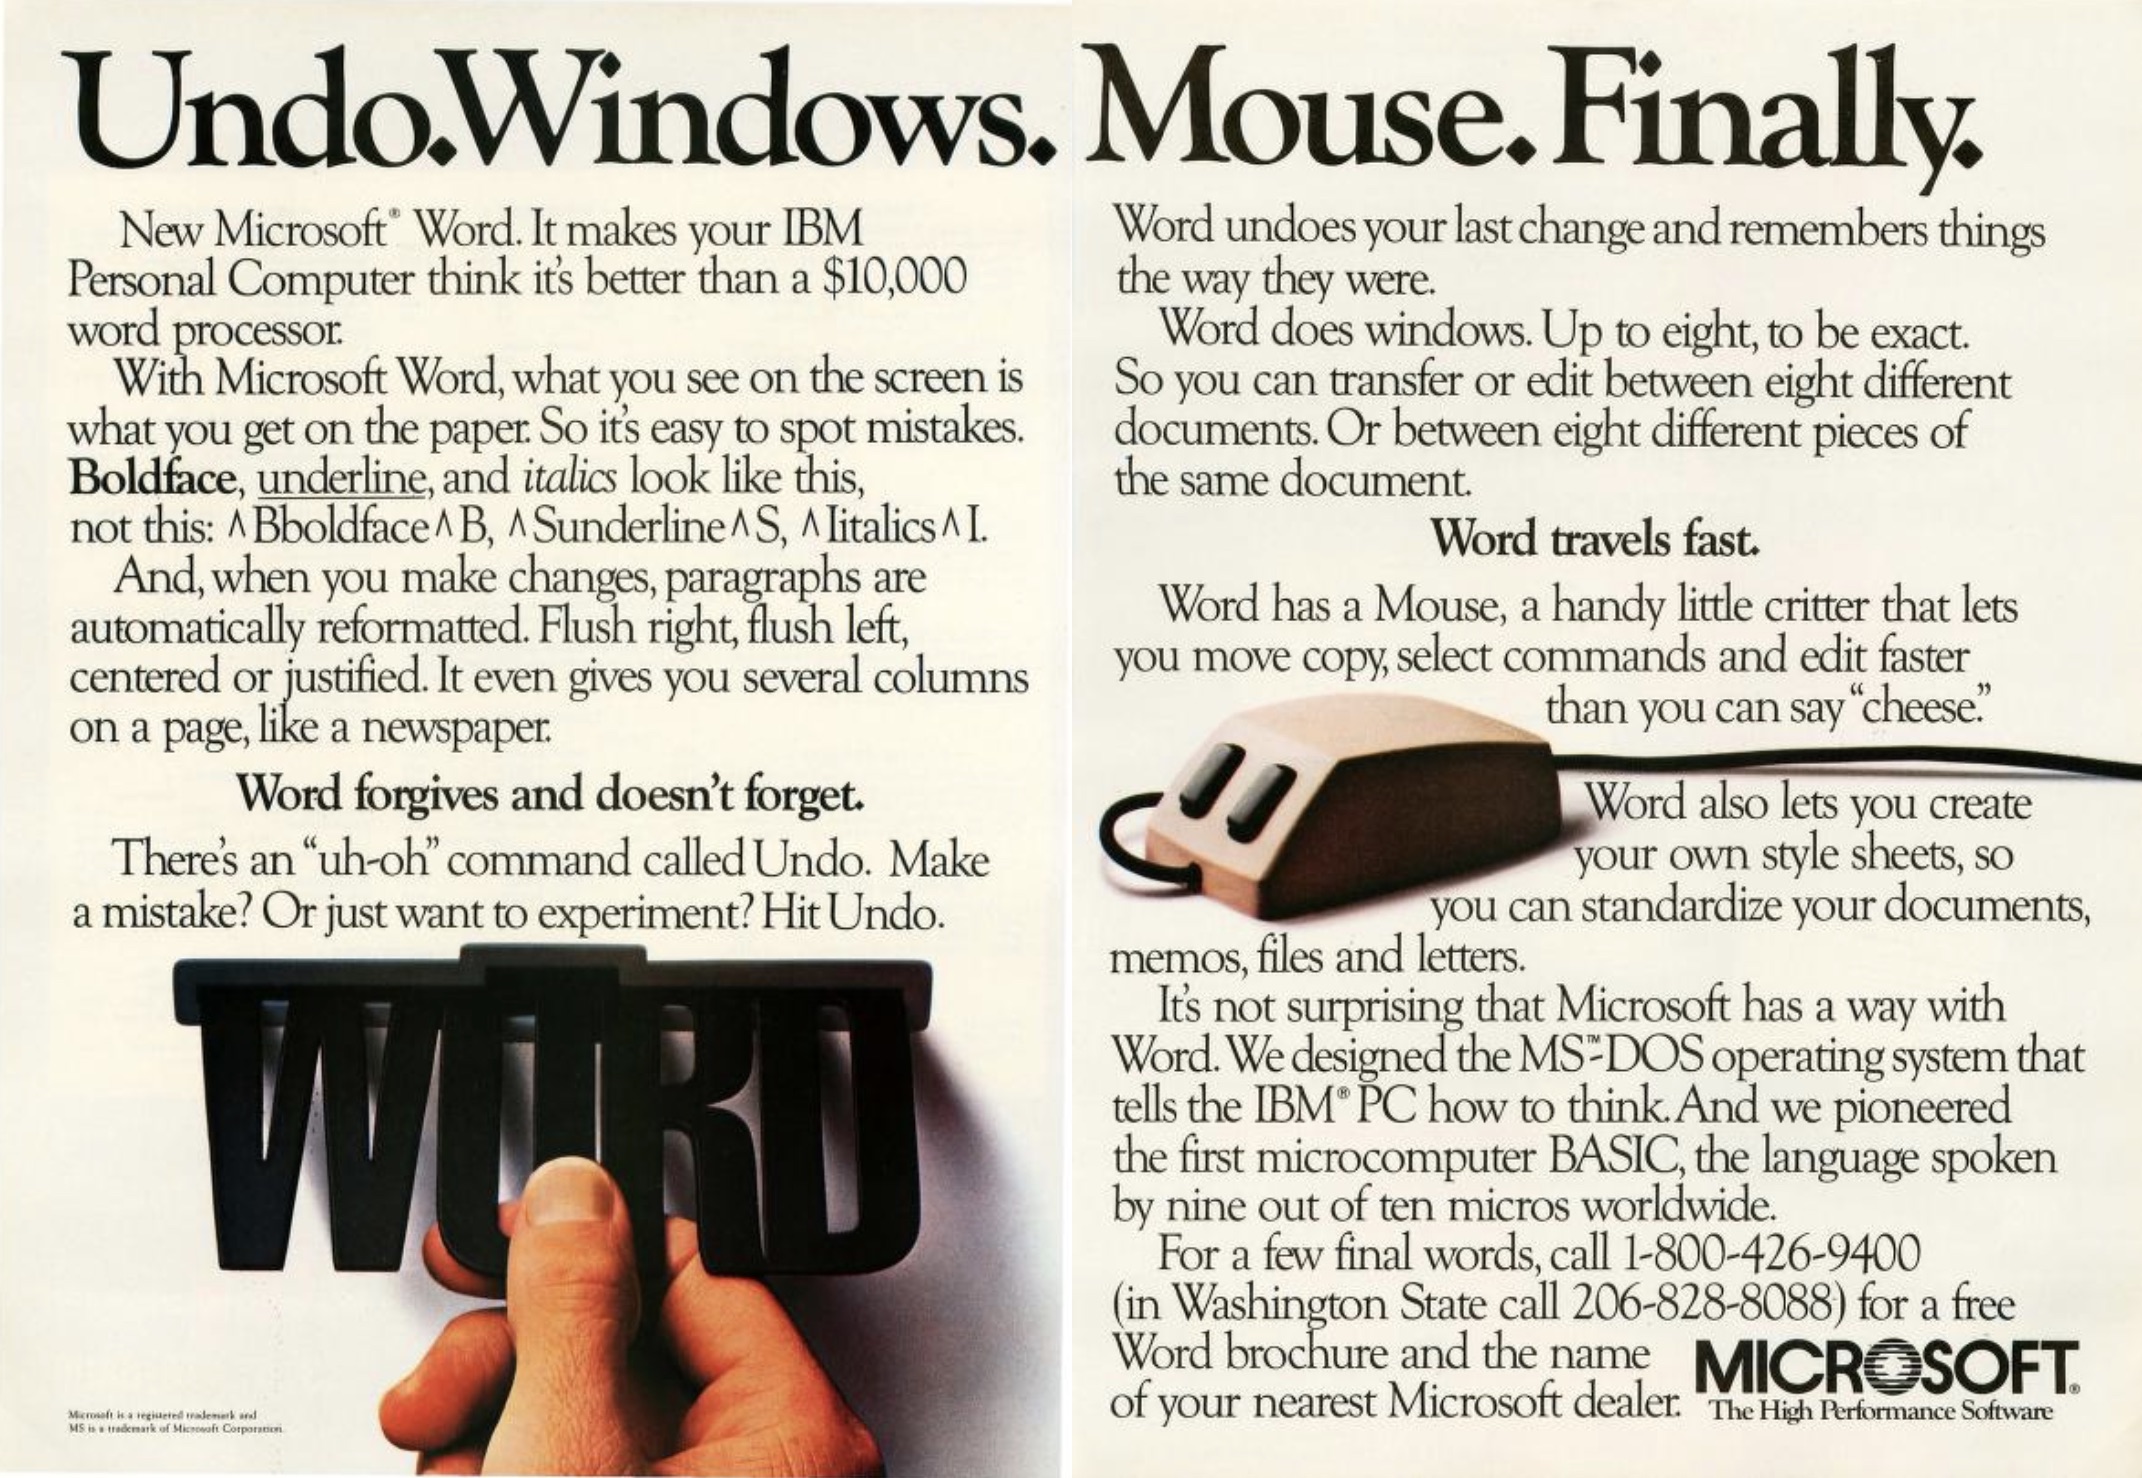 Undo. Windows. Mouse. Finally.
New Microsoft® Word. It makes your IBM
Personal Computer think it's better than a $10,000
word processor.
With Microsoft Word, what you see on the screen is
what you get on the paper. So it's easy to spot mistakes.
Boldface, underline, and italics look like this,
not this: ∧Bboldface∧B, ∧Sunderline∧S, ∧Iitalics∧I.
And, when you make changes, paragraphs are
automatically reformatted. Flush right, flush left,
centered or justified. It even gives you several columns
on a page, like a newspaper.
Word forgives and doesn't forget.
There's an “uh-oh” command called Undo. Make
a mistake? Or just want to experiment? Hit Undo.
WORD
Microsoft is a registered trademark and
MS is a trademark of Microsoft Corporation.
Word undoes your last change and remembers things
the way they were.
Word does windows. Up to eight, to be exact.
So you can transfer or edit between eight different
documents. Or between eight different pieces of
the same document.
Word travels fast.
Word has a Mouse, a handy little critter that lets
you move copy, select commands and edit faster
than you can say “cheese.”
Word also lets you create
your own style sheets, so
you can standardize your documents,
memos, files and letters.
It's not surprising that Microsoft has a way with
Word. We designed the MS™-DOS operating system that
tells the IBM® PC how to think. And we pioneered
the first microcomputer BASIC, the language spoken
by nine out of ten micros worldwide.
For a few final words, call 1-800-426-9400
(in Washington State call 206-828-8088) for a free
Word brochure and the name
of your nearest Microsoft dealer.
MICROSOFT®
The High Performance Software